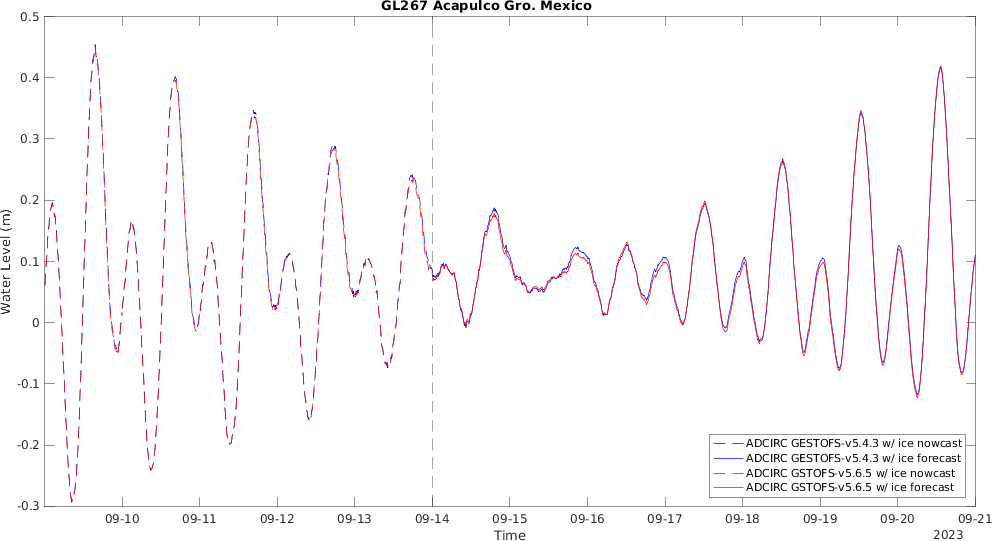 GL267 Acapulco Gro. Mexico
Water Level (m)
0.5
0.4
0.3
0.2
0.1
0
-0.1
-0.2
-0.3
ADCIRC GESTOFS-v5.4.3 w/ ice nowcast
ADCIRC GESTOFS-v5.4.3 w/ ice forecast
ADCIRC GSTOFS-v5.6.5 w/ ice nowcast
ADCIRC GSTOFS-v5.6.5 w/ ice forecast
09-10 09-11 09-12 09-13 09-14 09-15 09-16 09-17 09-18 09-19 09-20 09-21
Time
2023